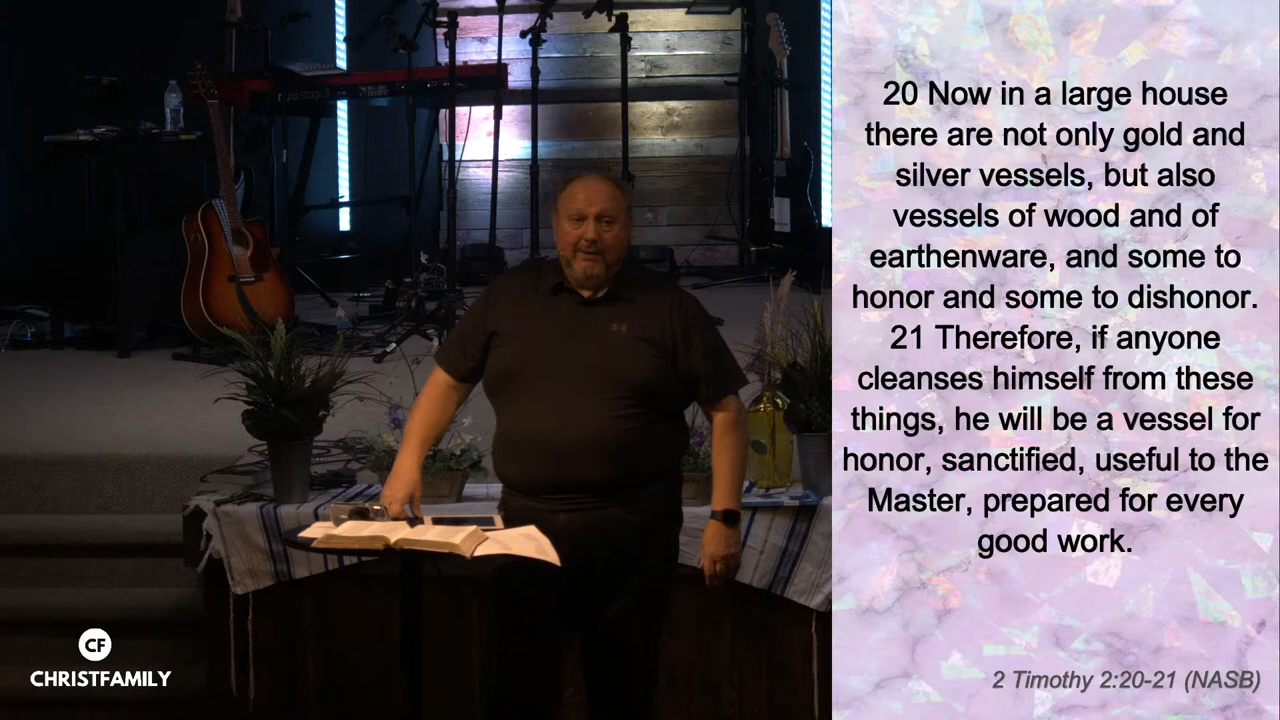 20 Now in a large house
there are not only gold and
silver vessels, but also
vessels of wood and of
earthenware, and some to
honor and some to dishonor.
21 Therefore, if anyone
cleanses himself from these
things, he will be a vessel for
honor, sanctified, useful to the
Master, prepared for every
good work.
2 Timothy 2:20-21 (NASB)
CF
CHRISTFAMILY